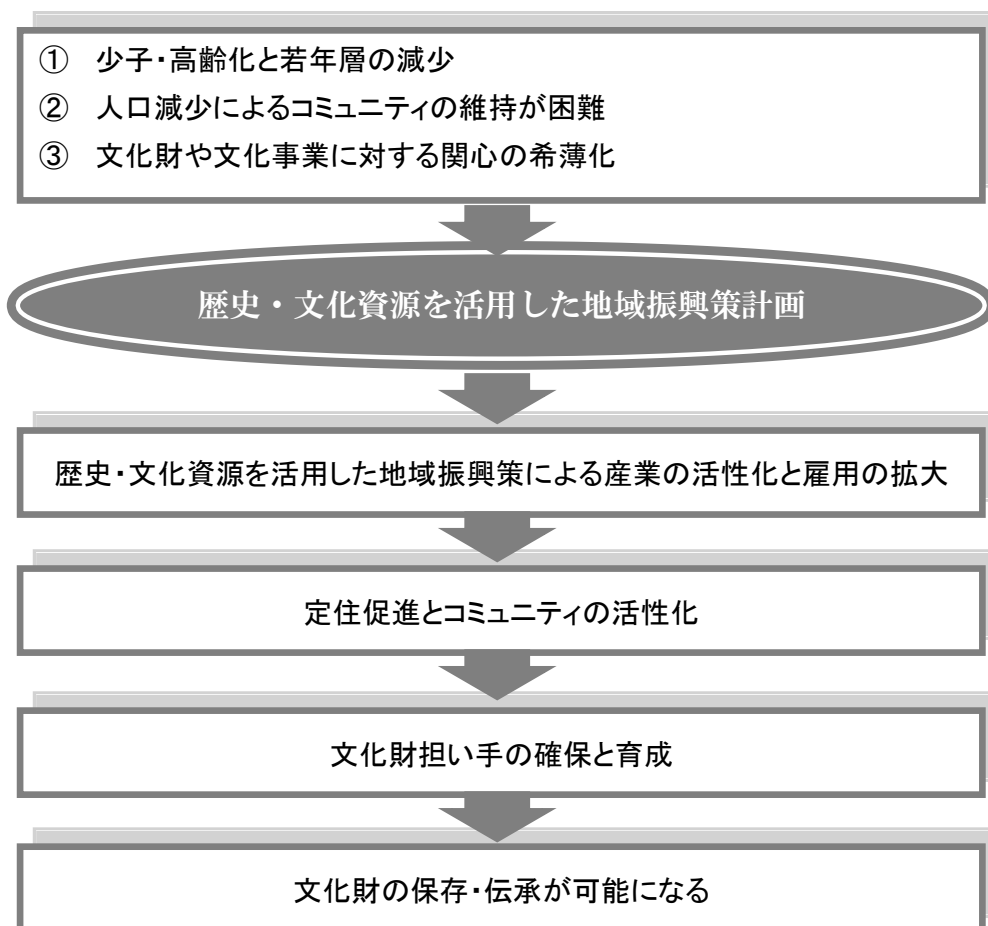 ① 少子・高齢化と若年層の減少
② 人口減少によるコミュニティの維持が困難
③ 文化財や文化事業に対する関心の希薄化
歴史・文化資源を活用した地域振興策計画
歴史・文化資源を活用した地域振興策による産業の活性化と雇用の拡大
定住促進とコミュニティの活性化
文化財担い手の確保と育成
文化財の保存・伝承が可能になる